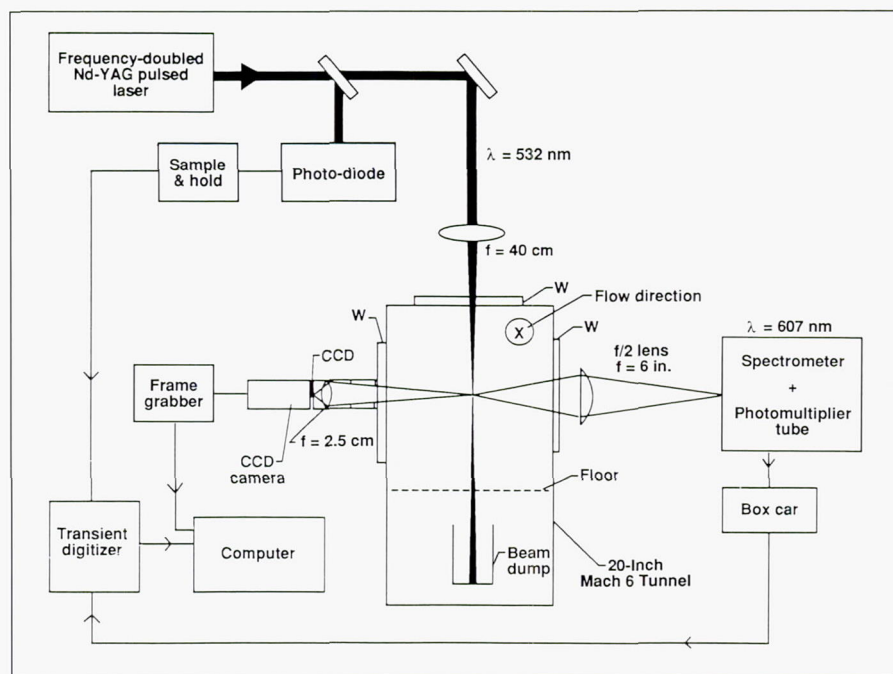 Frequency-doubled
Nd-YAG pulsed
laser
Sample
& hold
Photo-diode
λ = 532 nm
f = 40 cm
W
Flow direction
X
W
W
λ = 607 nm
CCD
f/2 lens
f = 6 in.
Spectrometer
+
Photomultiplier
tube
Frame
grabber
f = 2.5 cm
CCD
camera
Floor
Box car
Transient
digitizer
Computer
Beam
dump
20-Inch
Mach 6 Tunnel